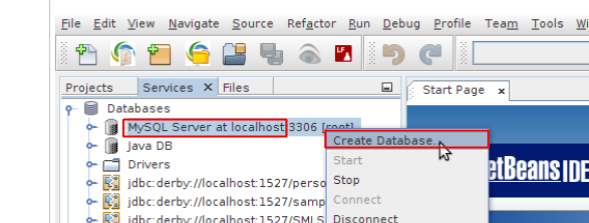 File Edit View Navigate Source Refactor Run Debug Profile Team Tools
Projects Services × Files Start Page ×
Databases
MySQL Server at localhost:3306 [root]
Create Database...
Java DB
Start
Drivers
Stop
jdbc:derby://localhost:1527/perso
Connect
jdbc:derby://localhost:1527/samp
Disconnect
jdbc:derby://localhost:1527/SMLS
etBeans IDE